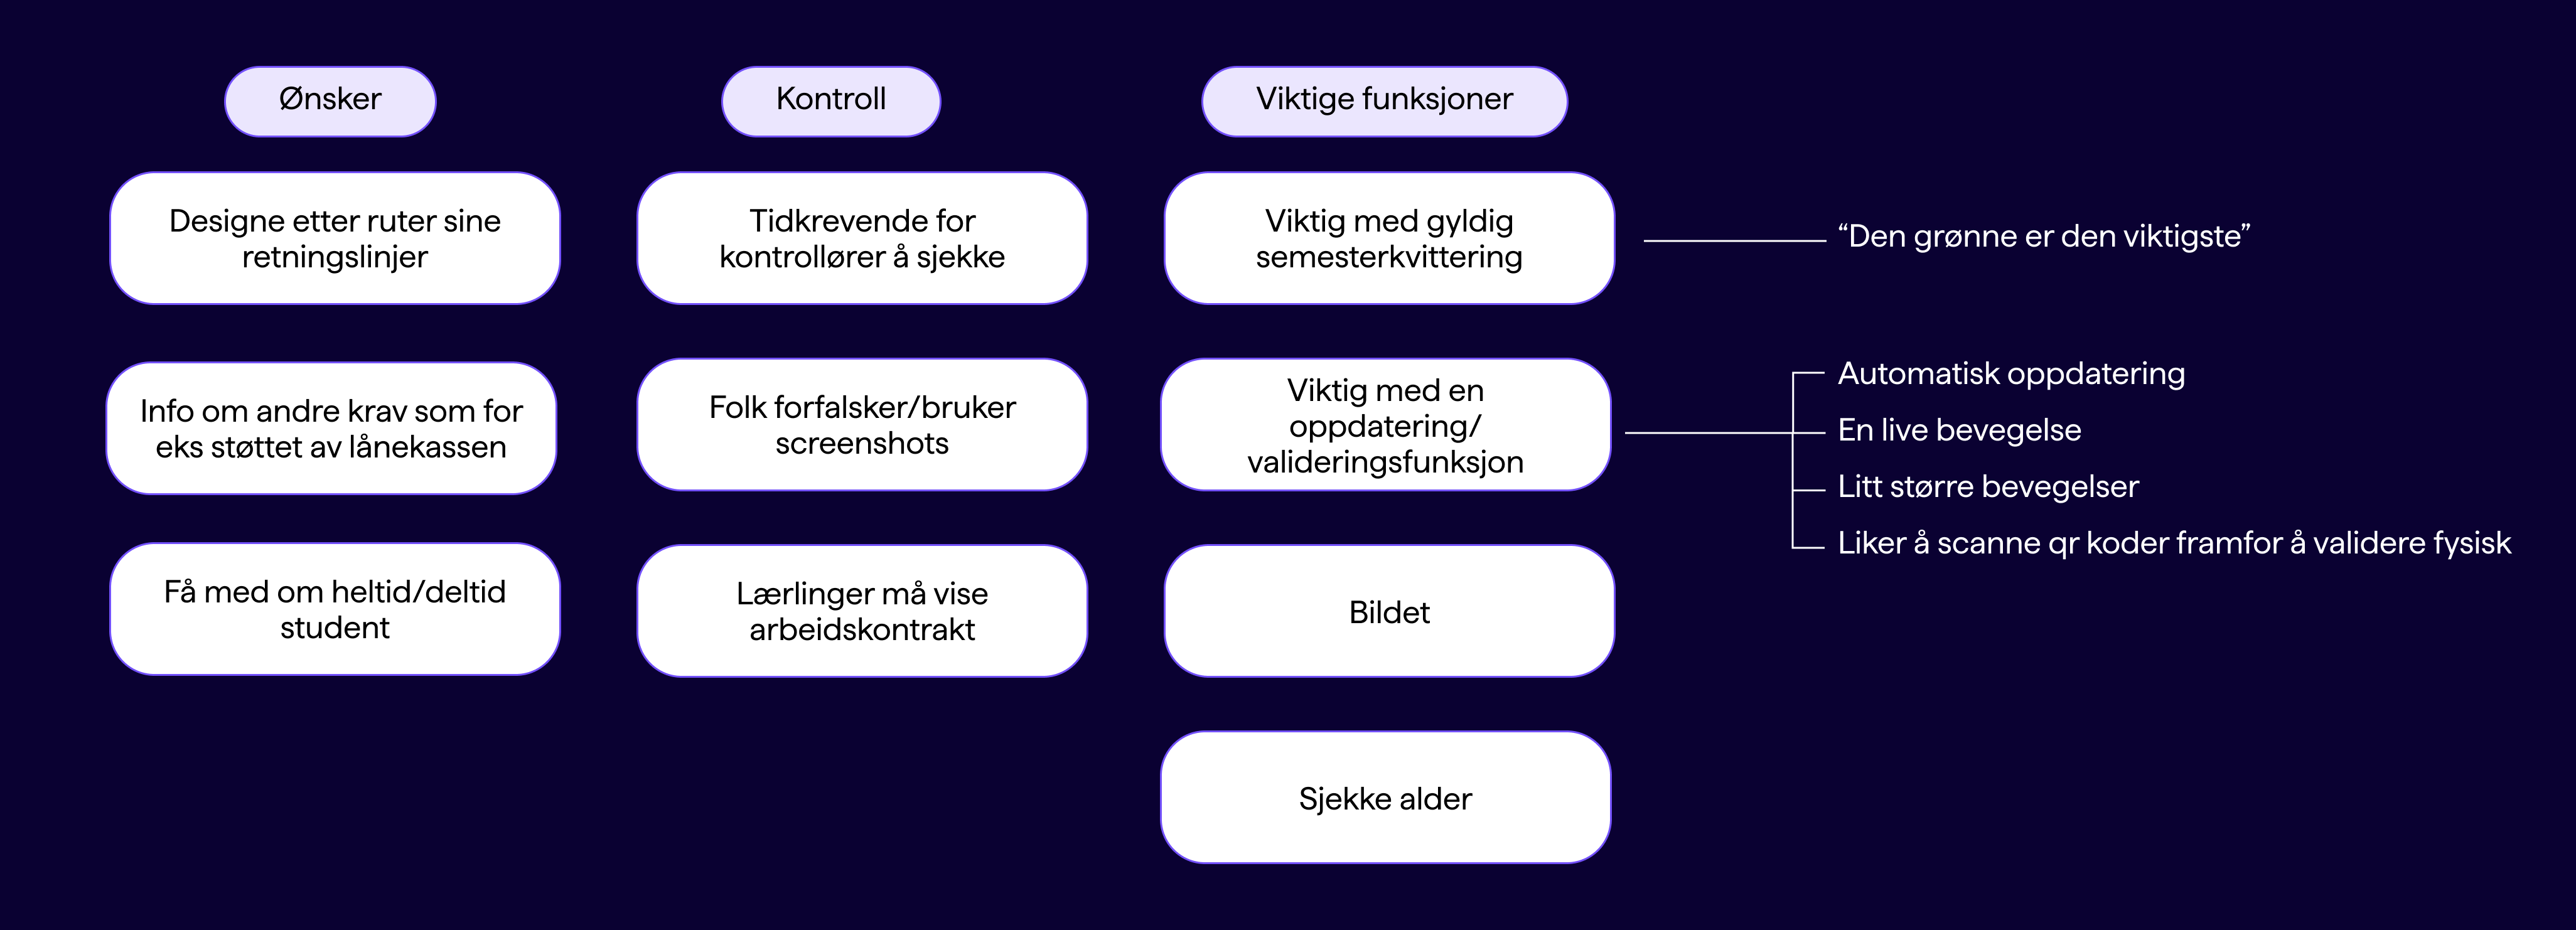 Ønsker
Designe etter ruter sine
retningslinjer
Info om andre krav som for
eks støttet av lånekassen
Få med om heltid/deltid
student
Kontroll
Tidkrevende for
kontrollører å sjekke
Folk forfalsker/bruker
screenshots
Lærlinger må vise
arbeidskontrakt
Viktige funksjoner
Viktig med gyldig
semesterkvittering
“Den grønne er den viktigste”
Viktig med en
oppdatering/
valideringsfunksjon
Automatisk oppdatering
En live bevegelse
Litt større bevegelser
Liker å scanne qr koder framfor å validere fysisk
Bildet
Sjekke alder